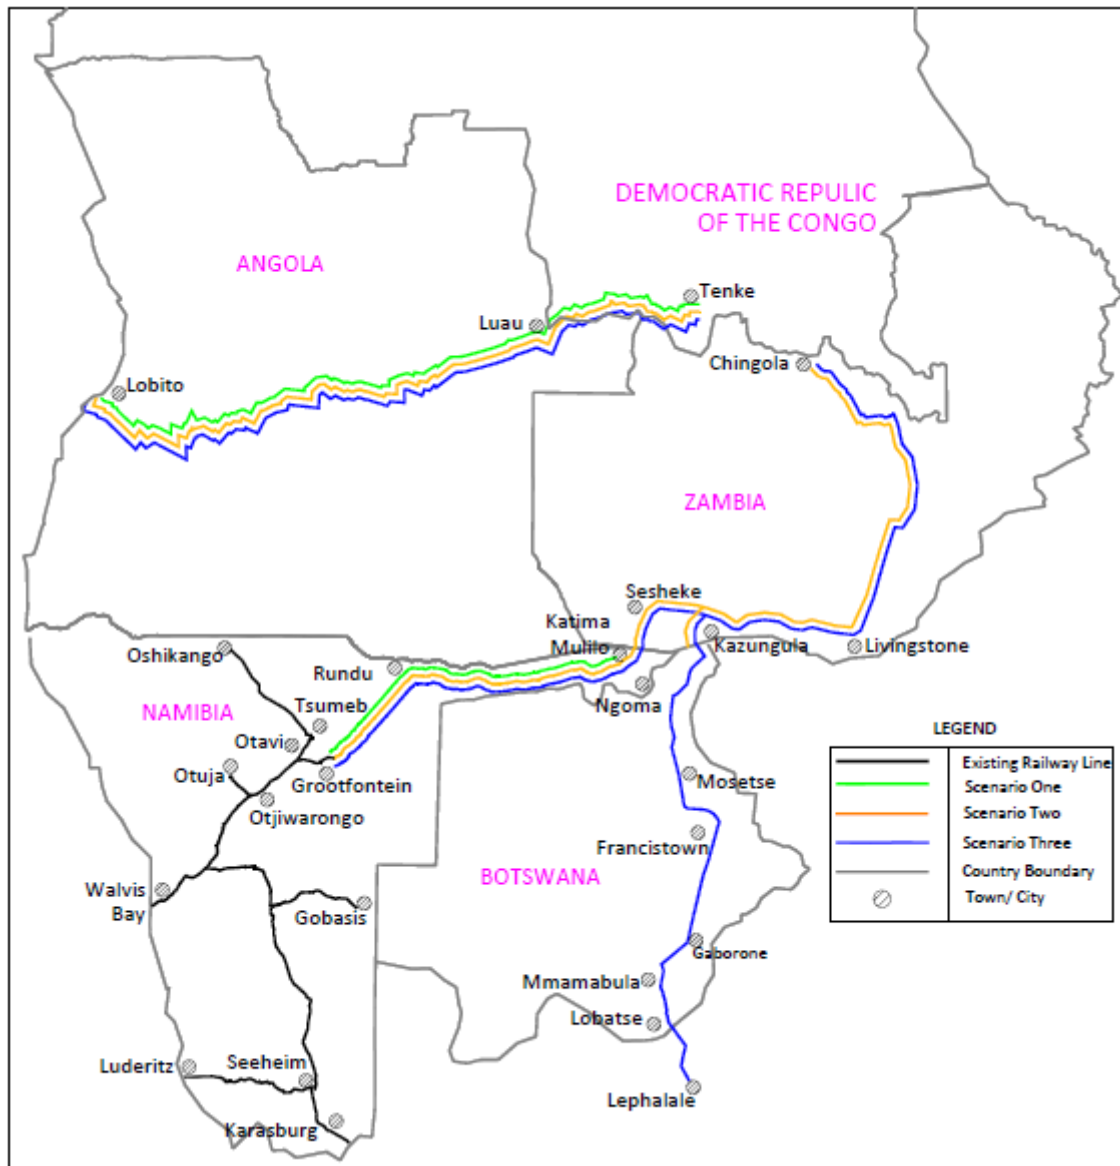 DEMOCRATIC REPULIC
OF THE CONGO
ANGOLA
Tenke
Luau
Chingola
Lobito
ZAMBIA
Sesheke
Katima
Mulilo
Kazungula
Livingstone
Oshikango
Rundu
Ngoma
Tsumeb
NAMIBIA
Otavi
Otuja
Grootfontein
Otjiwarongo
Mosetse
Francistown
BOTSWANA
Walvis
Bay
Gobasis
Gaborone
Mmamabula
Lobatse
Luderitz
Seeheim
Lephalale
Karasburg
LEGEND
Existing Railway Line
Scenario One
Scenario Two
Scenario Three
Country Boundary
Town/ City